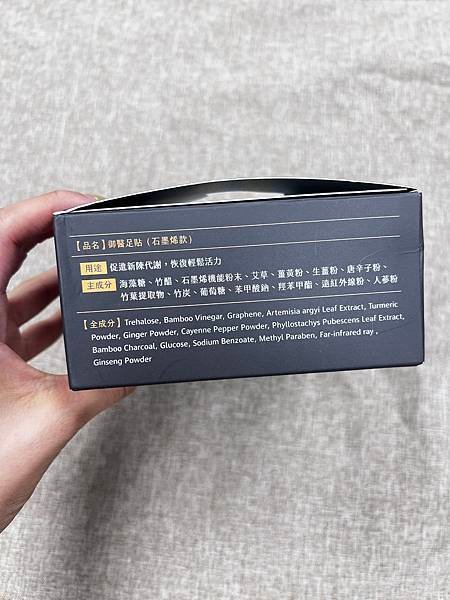 【品名】御醫足貼（石墨烯款）
用途 促進新陳代謝，恢復輕鬆活力
主成分 海藻糖、竹醋、石墨烯機能粉末、艾草、薑黃粉、生薑粉、唐辛子粉、
竹葉提取物、竹炭、葡萄糖、苯甲酸鈉、羥苯甲酯、遠紅外線粉、人蔘粉
【全成分】Trehalose, Bamboo Vinegar, Graphene, Artemisia argyi Leaf Extract, Turmeric
Powder, Ginger Powder, Cayenne Pepper Powder, Phyllostachys Pubescens Leaf Extract,
Bamboo Charcoal, Glucose, Sodium Benzoate, Methyl Paraben, Far-infrared ray ,
Ginseng Powder